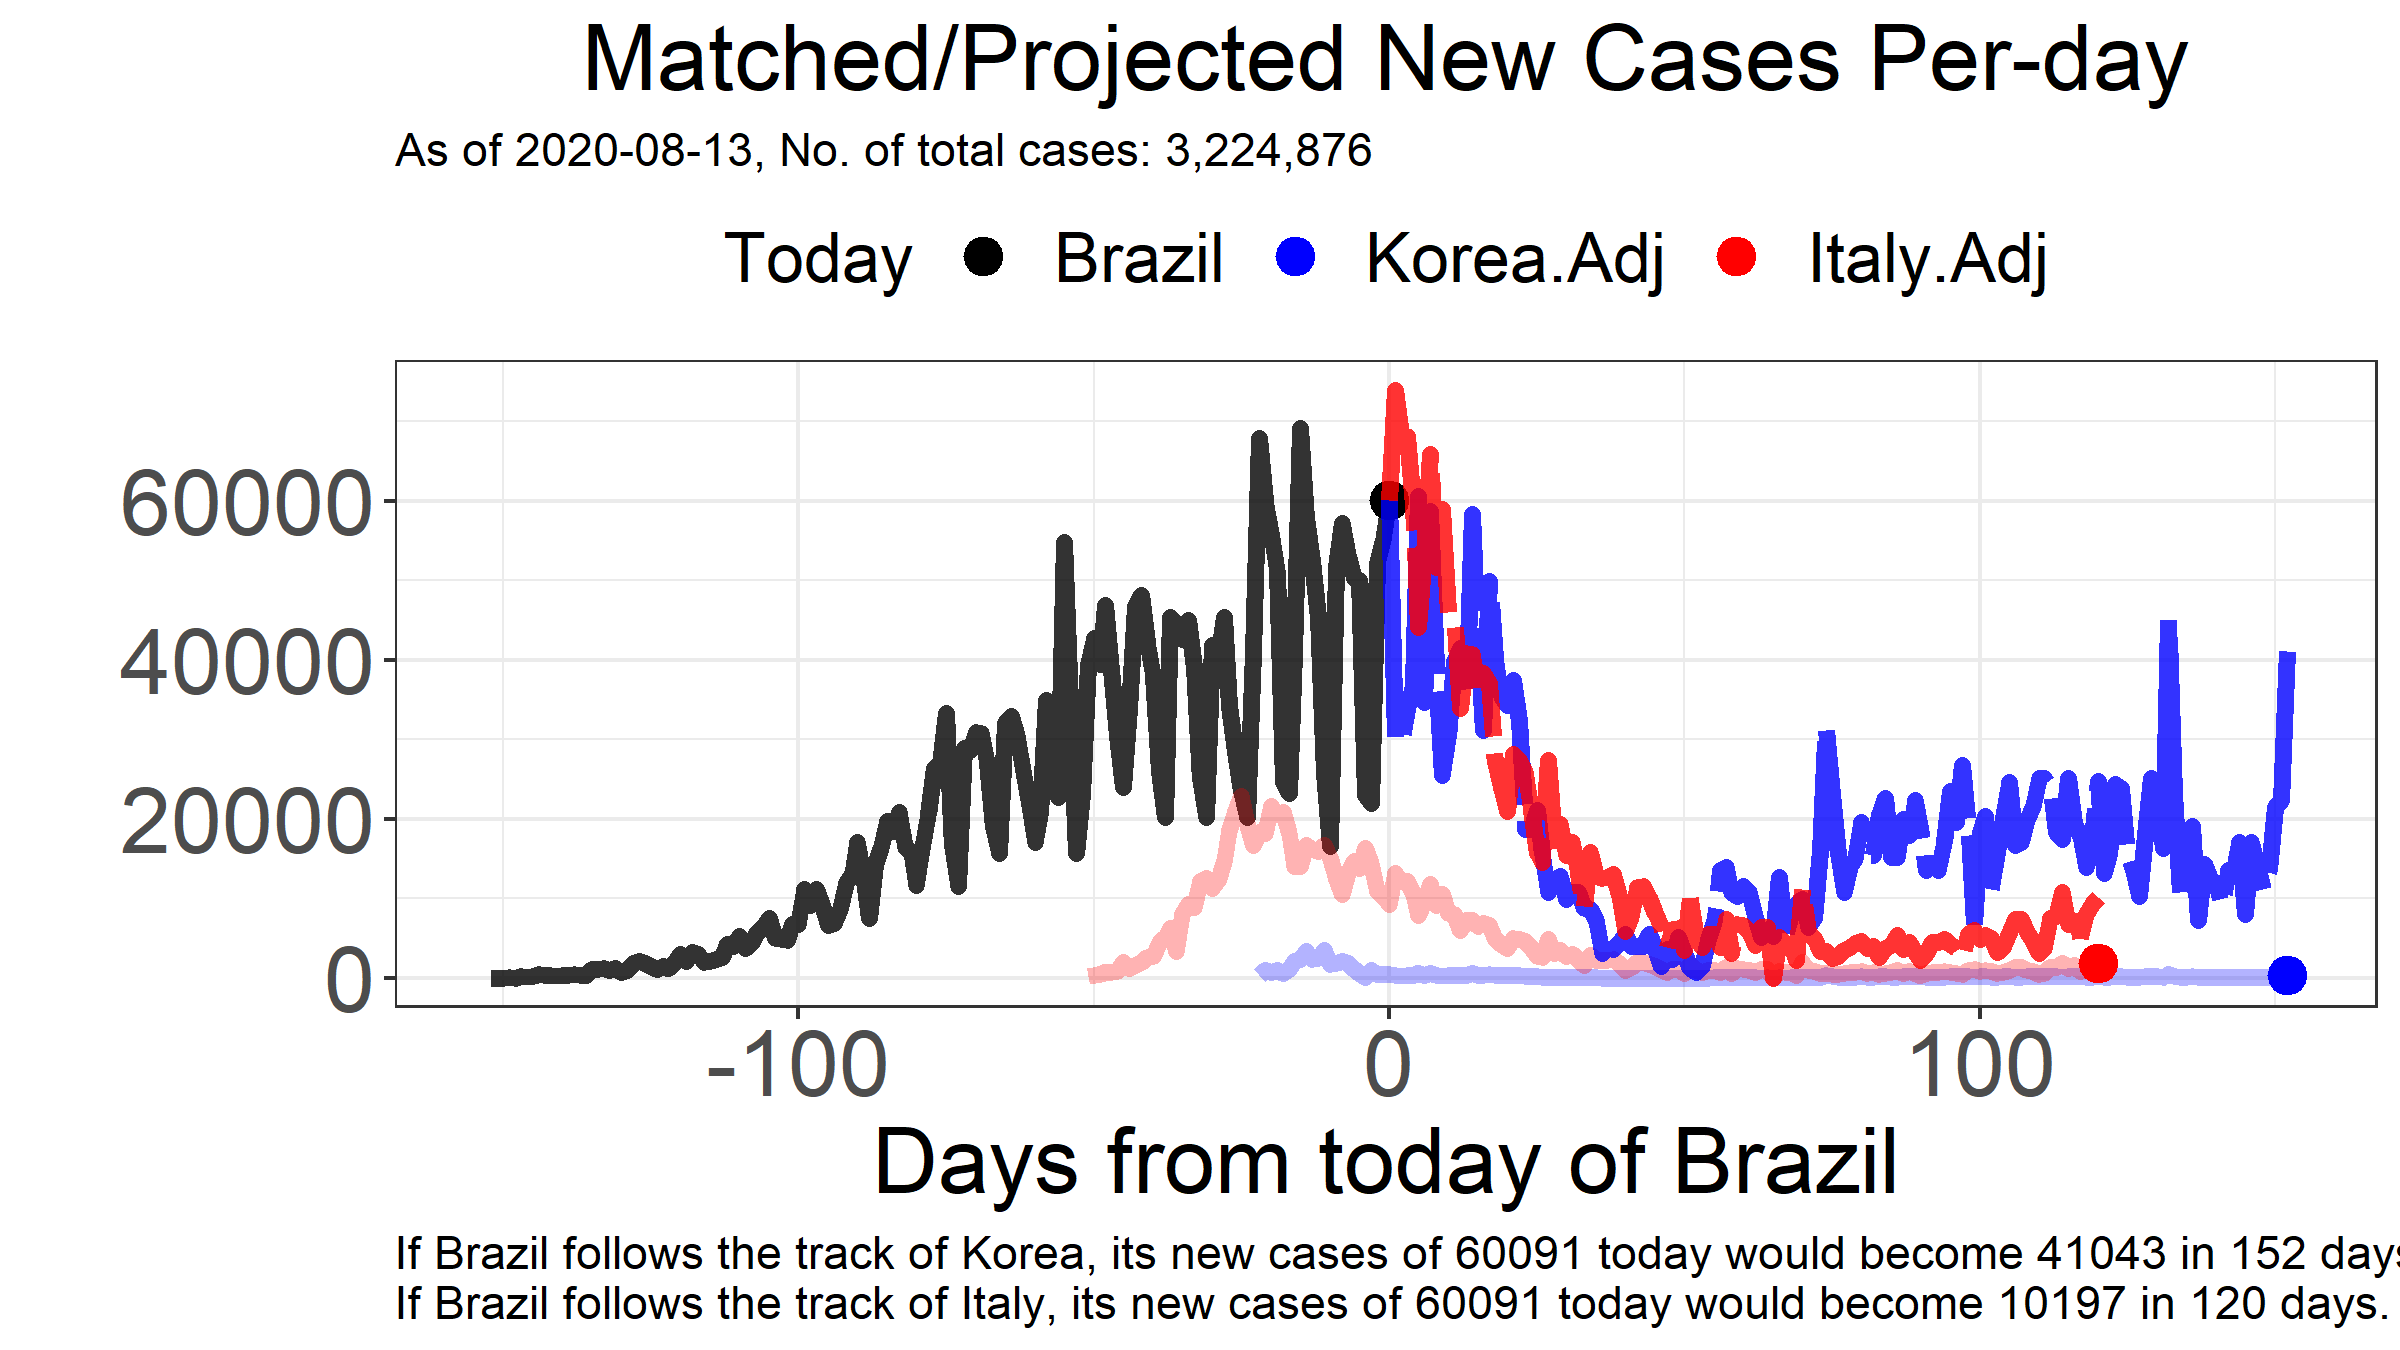 Matched/Projected New Cases Per-day
As of 2020-08-13, No. of total cases: 3,224,876
Today Brazil Korea.Adj Italy.Adj
60000
40000
20000
0
-100 0 100
Days from today of Brazil
If Brazil follows the track of Korea, its new cases of 60091 today would become 41043 in 152 days
If Brazil follows the track of Italy, its new cases of 60091 today would become 10197 in 120 days.